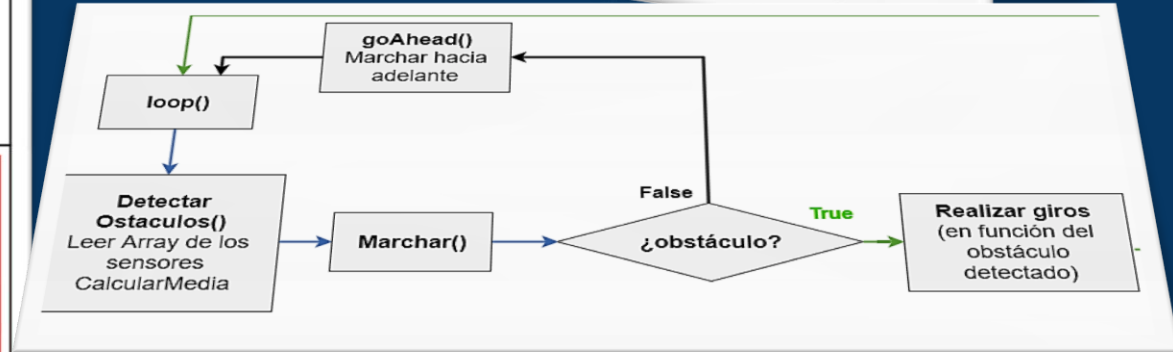 goAhead()
Marchar hacia
adelante
loop()
Detectar
Ostaculos()
Leer Array de los
sensores
CalcularMedia
Marchar()
False
¿obstáculo?
True
Realizar giros
(en función del
obstáculo
detectado)